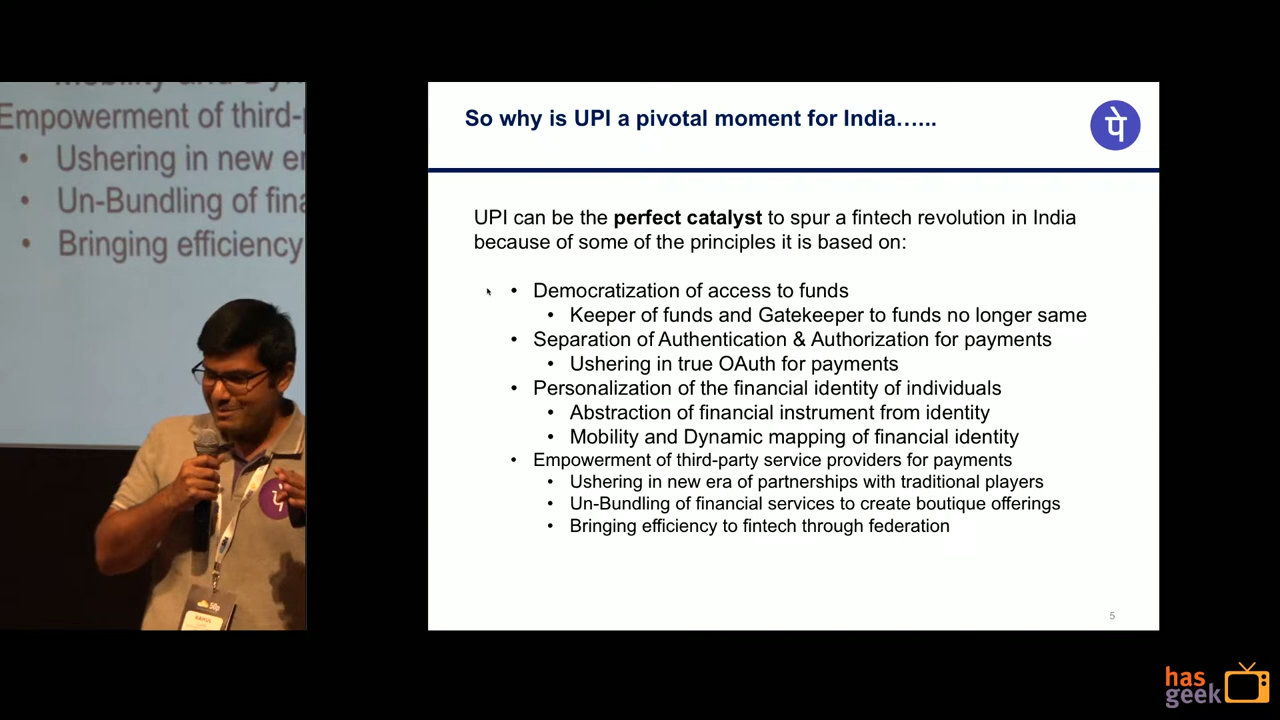 Mobility and Dyn
Empowerment of third-
Ushering in new er
Un-Bundling of fina
Bringing efficiency
पे
50p
RAHUL
So why is UPI a pivotal moment for India…...
पे
UPI can be the perfect catalyst to spur a fintech revolution in India
because of some of the principles it is based on:
• Democratization of access to funds
• Keeper of funds and Gatekeeper to funds no longer same
• Separation of Authentication & Authorization for payments
• Ushering in true OAuth for payments
• Personalization of the financial identity of individuals
• Abstraction of financial instrument from identity
• Mobility and Dynamic mapping of financial identity
• Empowerment of third-party service providers for payments
• Ushering in new era of partnerships with traditional players
• Un-Bundling of financial services to create boutique offerings
• Bringing efficiency to fintech through federation
5
has
geek